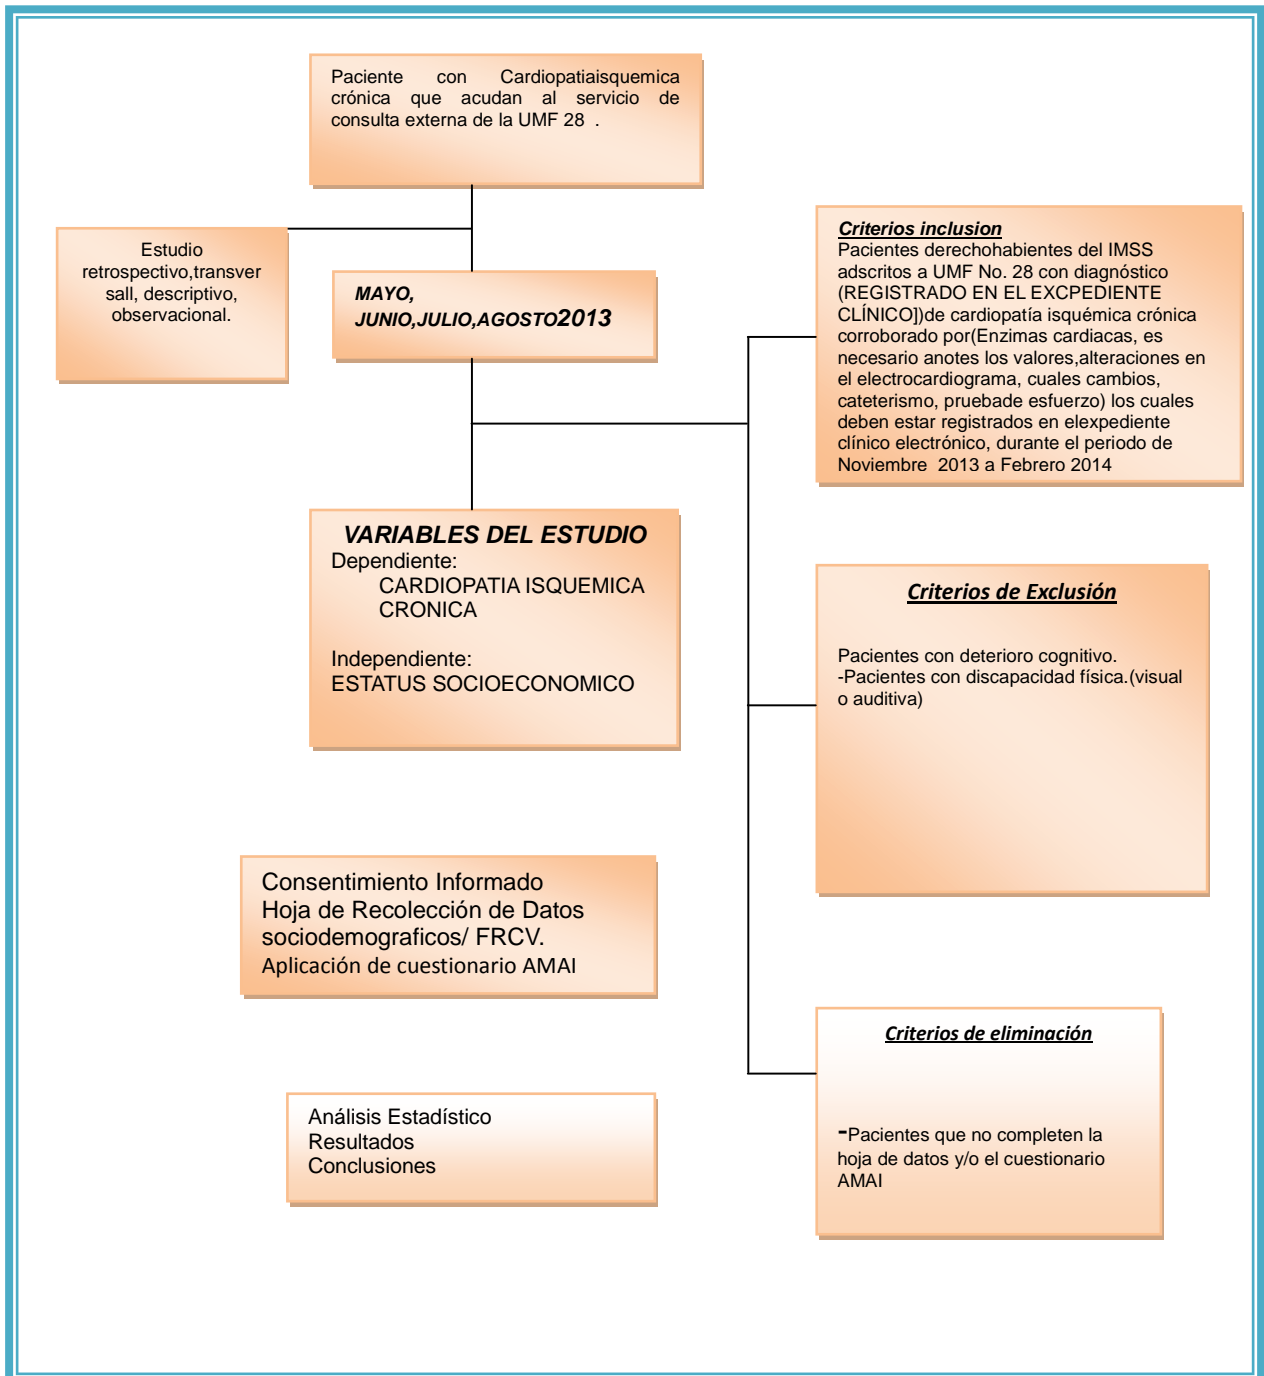 Paciente con Cardiopatiaisquemica
crónica que acudan al servicio de
consulta externa de la UMF 28 .
Estudio
retrospectivo,transver
sall, descriptivo,
observacional.
MAYO,
JUNIO,JULIO,AGOSTO2013
Criterios inclusion
Pacientes derechohabientes del IMSS
adscritos a UMF No. 28 con diagnóstico
(REGISTRADO EN EL EXCPEDIENTE
CLÍNICO])de cardiopatía isquémica crónica
corroborado por(Enzimas cardiacas, es
necesario anotes los valores,alteraciones en
el electrocardiograma, cuales cambios,
cateterismo, pruebade esfuerzo) los cuales
deben estar registrados en elexpediente
clínico electrónico, durante el periodo de
Noviembre 2013 a Febrero 2014
VARIABLES DEL ESTUDIO
Dependiente:
CARDIOPATIA ISQUEMICA
CRONICA
Independiente:
ESTATUS SOCIOECONOMICO
Criterios de Exclusión
Pacientes con deterioro cognitivo.
-Pacientes con discapacidad física.(visual
o auditiva)
Consentimiento Informado
Hoja de Recolección de Datos
sociodemograficos/ FRCV.
Aplicación de cuestionario AMAI
Criterios de eliminación
-Pacientes que no completen la
hoja de datos y/o el cuestionario
AMAI
Análisis Estadístico
Resultados
Conclusiones